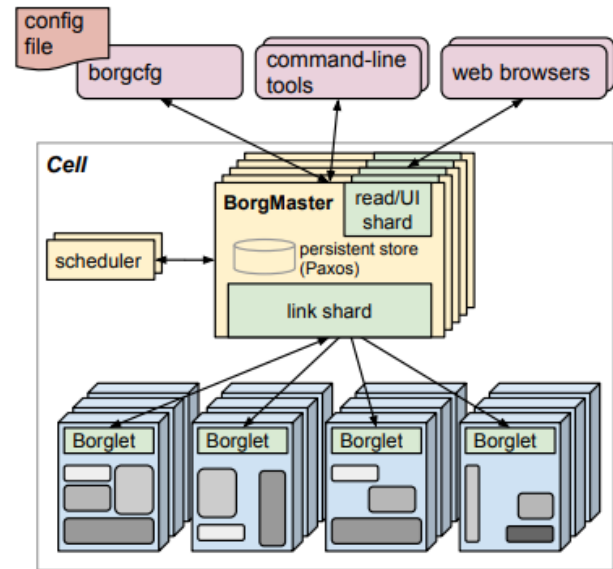 config
file
borgcfg
command-line
tools
web browsers
Cell
BorgMaster
read/UI
shard
scheduler
persistent store
(Paxos)
link shard
Borglet
Borglet
Borglet
Borglet